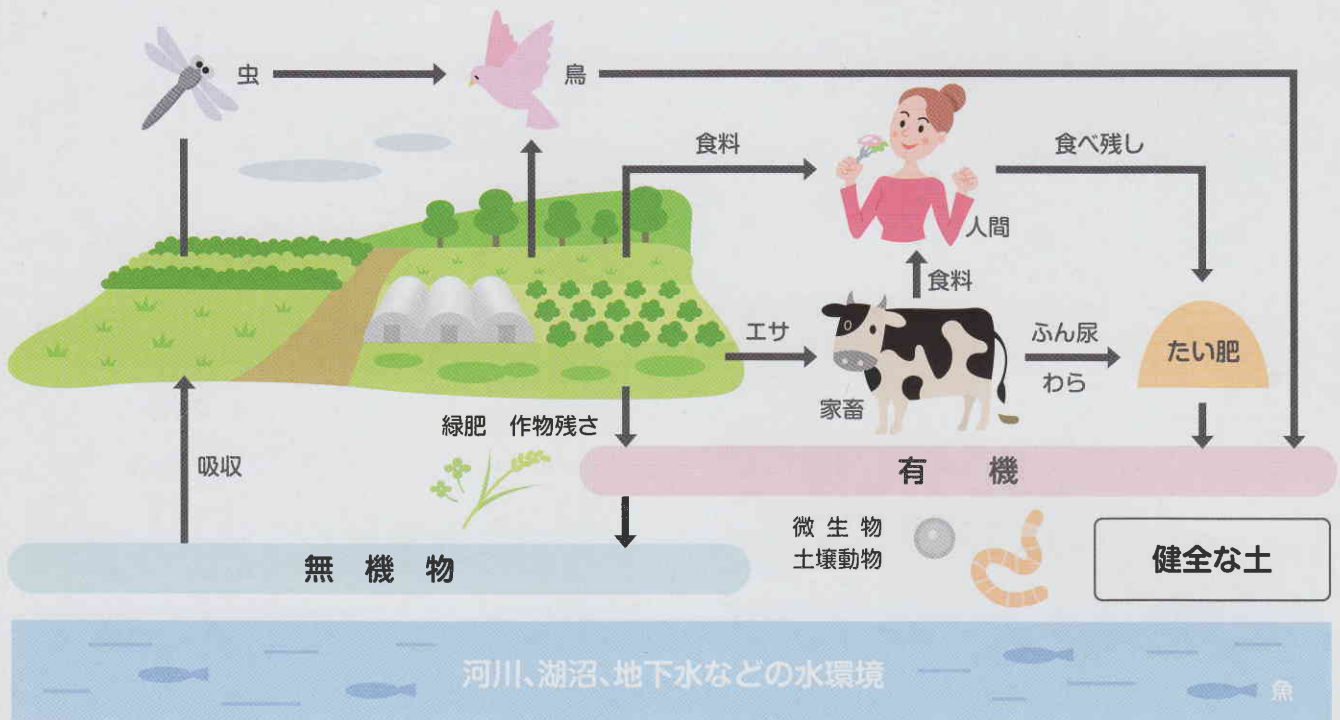 虫
鳥
食料
食べ残し
人間
食料
エサ
ふん尿
わら
たい肥
家畜
緑肥 作物残さ
吸収
有 機
無 機 物
微生物
土壌動物
健全な土
河川、湖沼、地下水などの水環境
魚